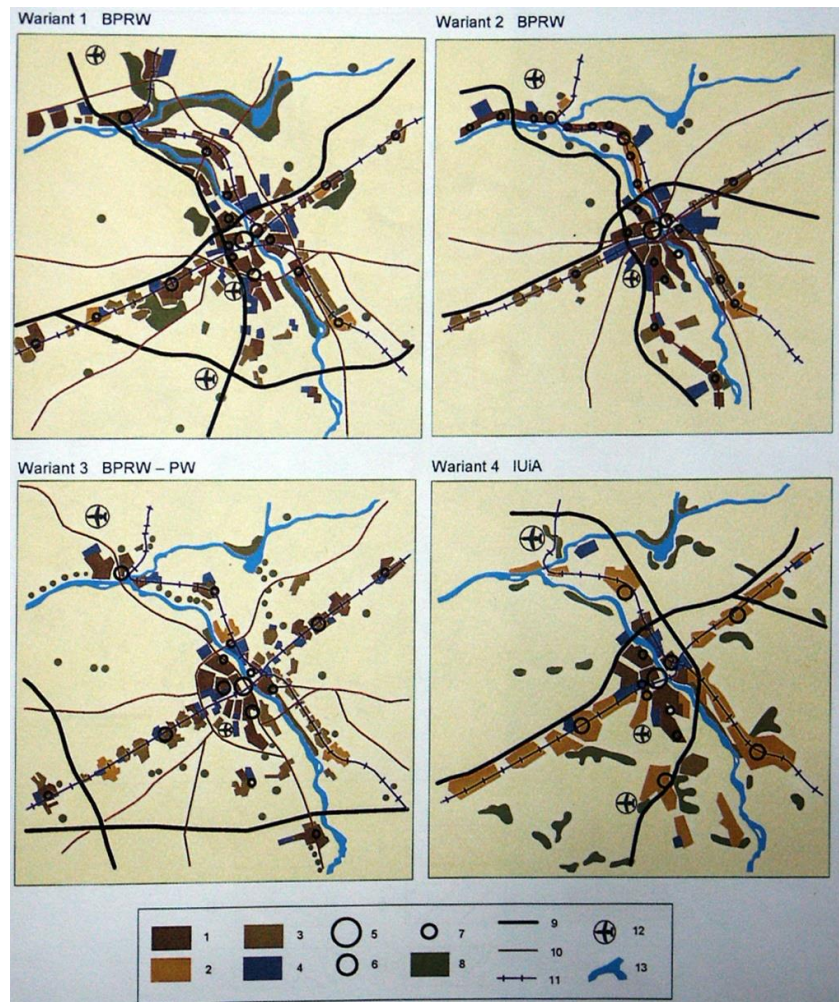 Wariant 1 BPRW
Wariant 2 BPRW
Wariant 3 BPRW – PW
Wariant 4 IUiA
1 3 5 7 9 12
2 4 6 8 10 13
11